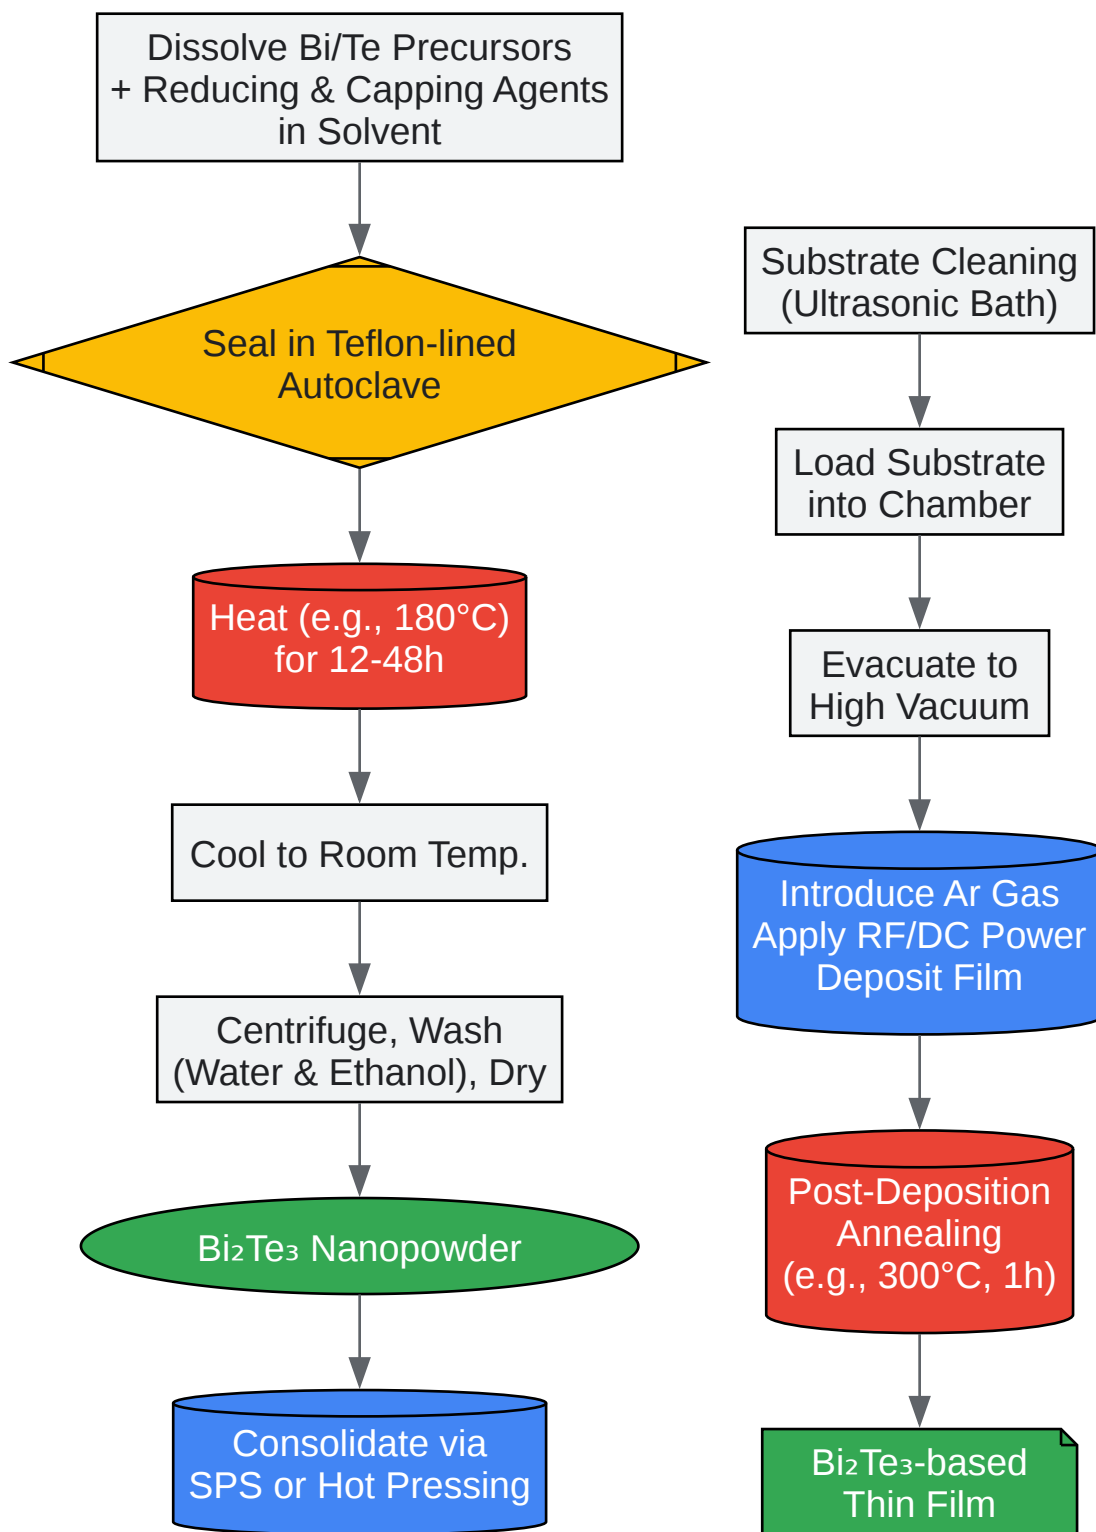 Dissolve Bi/Te Precursors
+ Reducing & Capping Agents
in Solvent
Seal in Teflon-lined
Autoclave
Heat (e.g., 180°C)
for 12-48h
Cool to Room Temp.
Centrifuge, Wash
(Water & Ethanol), Dry
Bi₂Te₃ Nanopowder
Consolidate via
SPS or Hot Pressing
Substrate Cleaning
(Ultrasonic Bath)
Load Substrate
into Chamber
Evacuate to
High Vacuum
Introduce Ar Gas
Apply RF/DC Power
Deposit Film
Post-Deposition
Annealing
(e.g., 300°C, 1h)
Bi₂Te₃-based
Thin Film